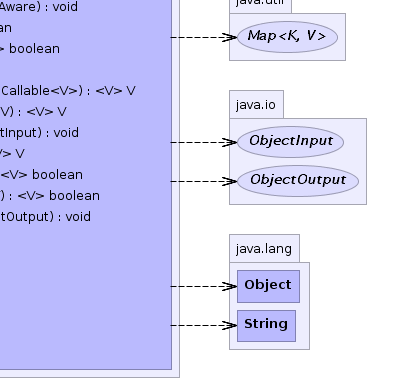 Aware) : void
an
> boolean
Callable<V>) : <V> V
V) : <V> V
tInput) : void
> V
<V> boolean
) : <V> boolean
tOutput) : void
java.util
Map<K, V>
java.io
ObjectInput
ObjectOutput
java.lang
Object
String